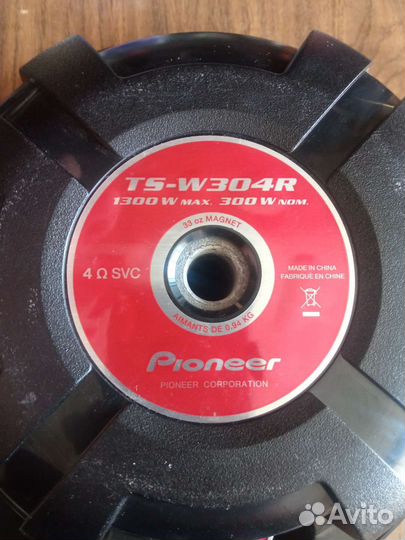 TS-W304R
1300 W MAX. 300 W NOM.
33 oz MAGNET
4 Ω SVC
MADE IN CHINA
FABRIQUÉ EN CHINE
AIMANTS DE 0,94 KG
Pioneer
PIONEER CORPORATION
Avito